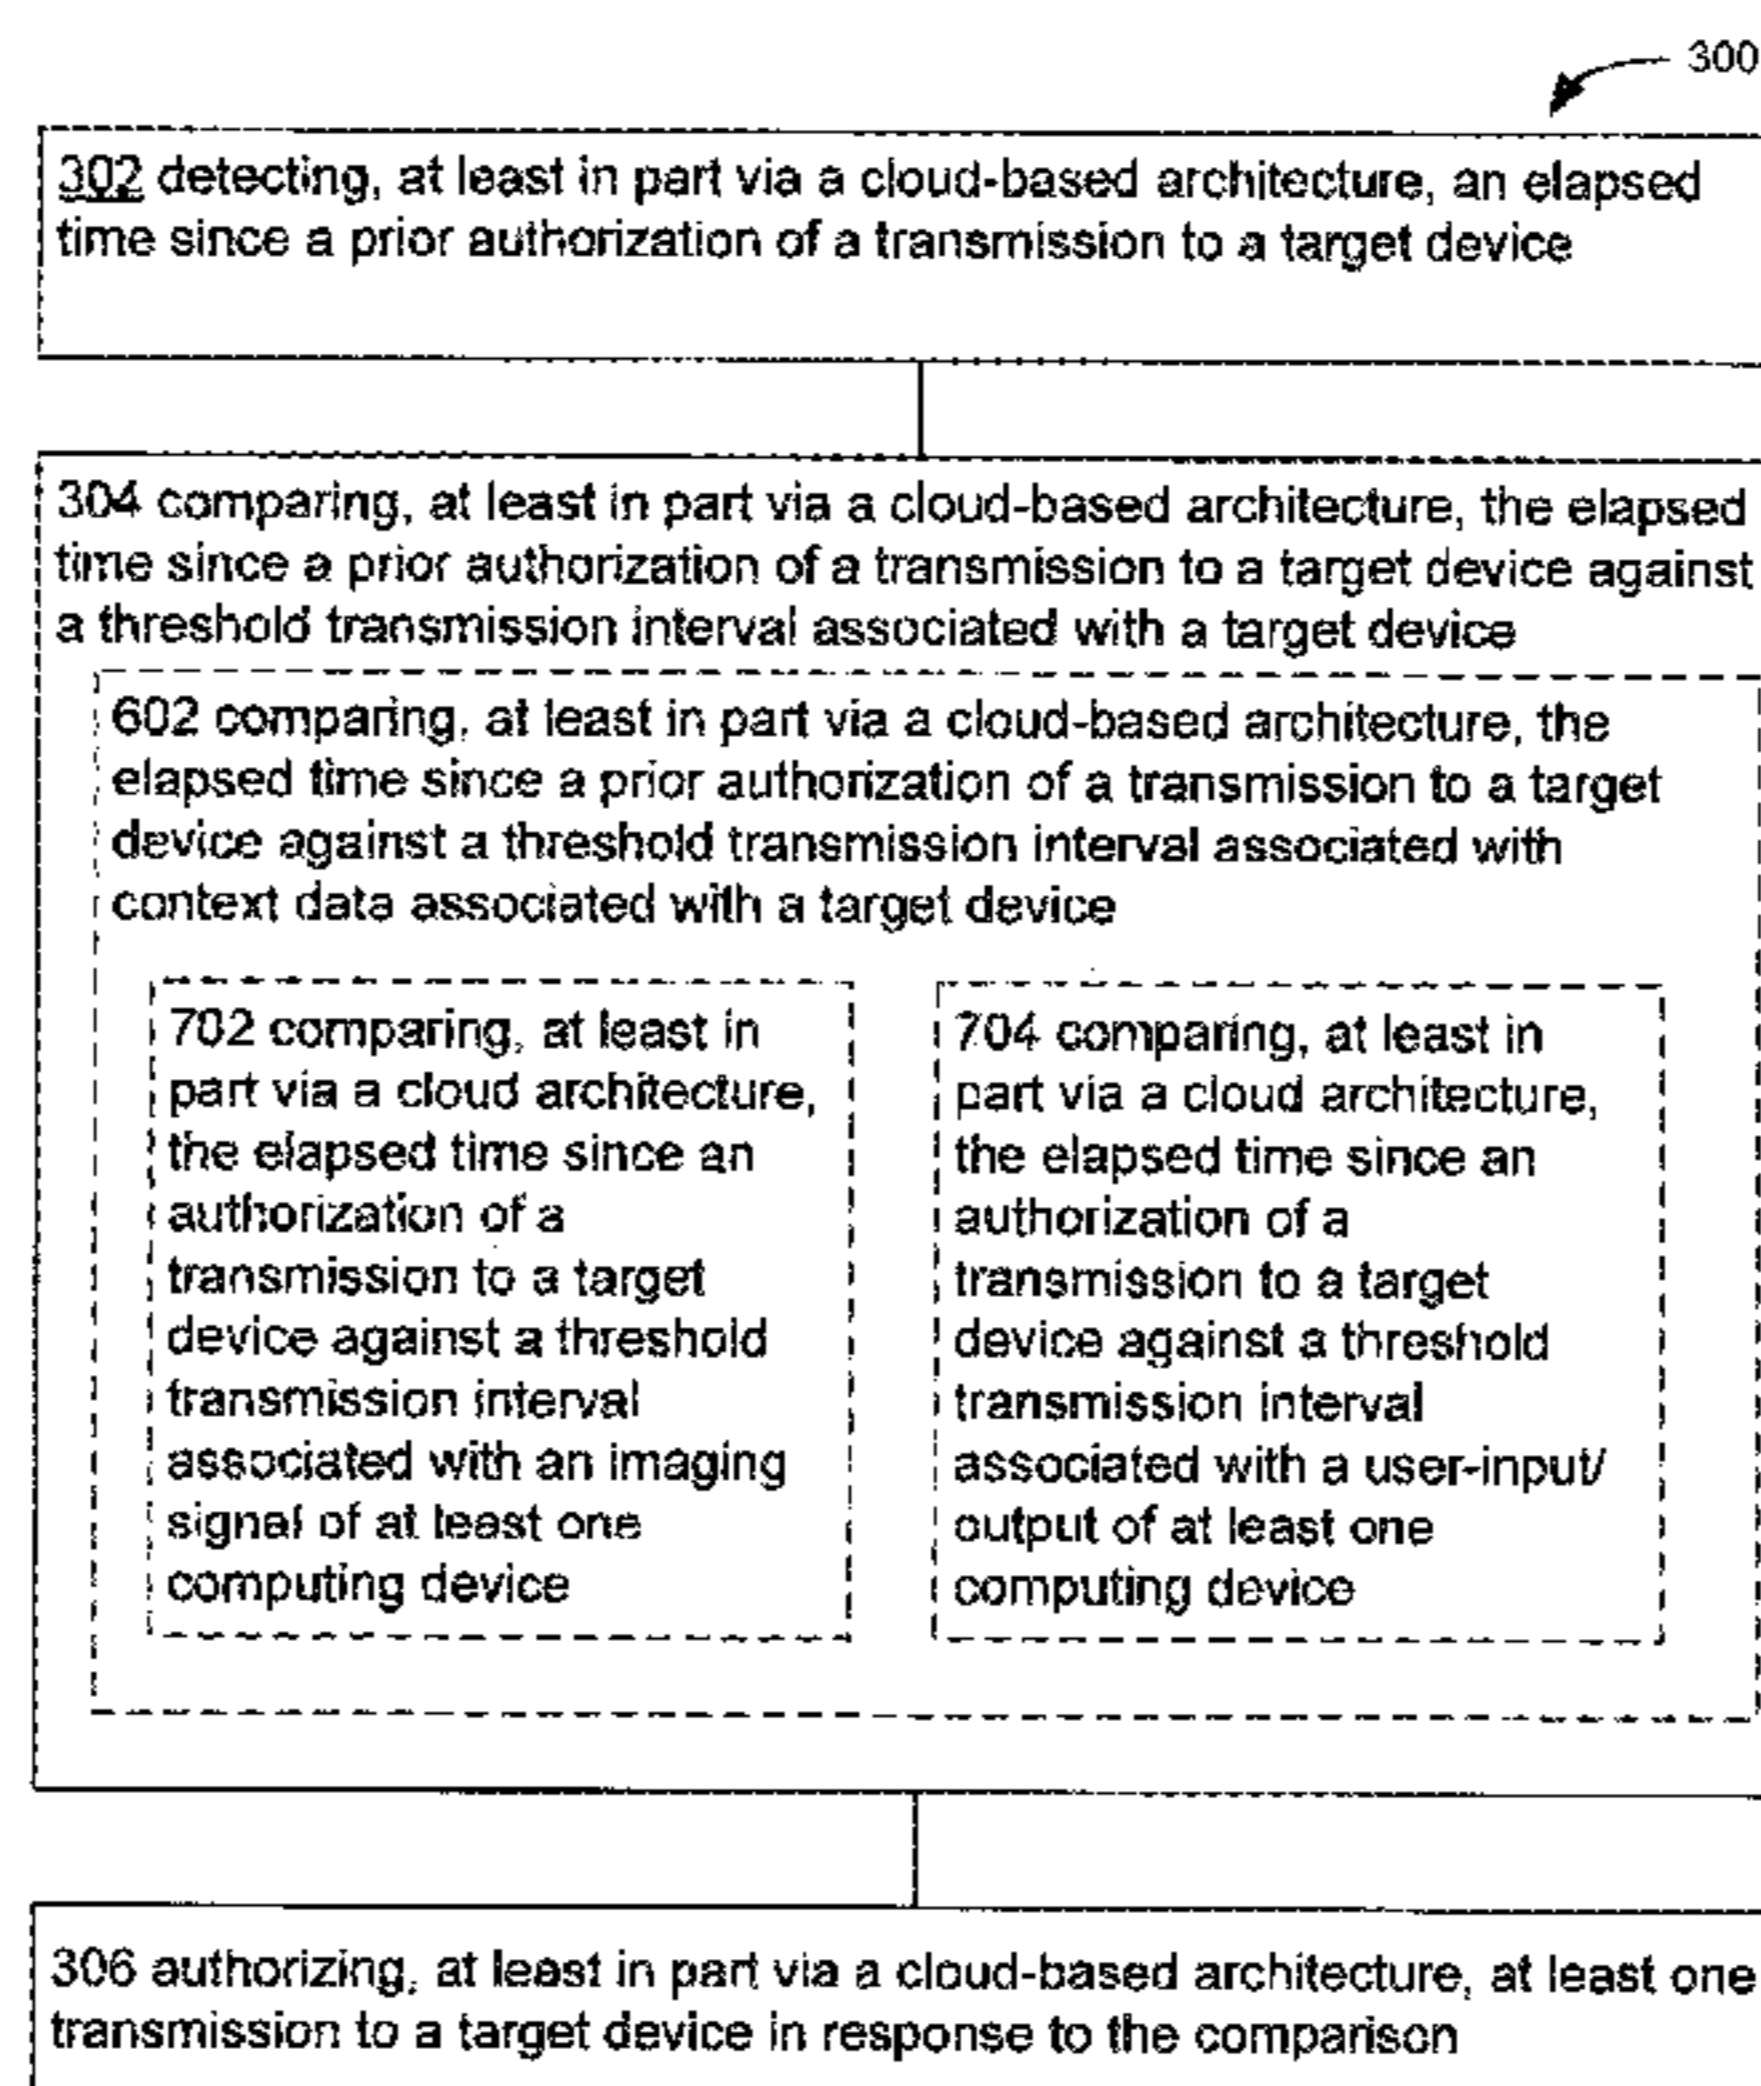 300
302 detecting, at least in part via a cloud-based architecture, an elapsed
time since a prior authorization of a transmission to a target device
304 comparing, at least in part via a cloud-based architecture, the elapsed
time since a prior authorization of a transmission to a target device against
a threshold transmission interval associated with a target device
602 comparing, at least in part via a cloud-based architecture, the
elapsed time since a prior authorization of a transmission to a target
device against a threshold transmission interval associated with
context data associated with a target device
702 comparing, at least in
part via a cloud architecture,
the elapsed time since an
authorization of a
transmission to a target
device against a threshold
transmission interval
associated with an imaging
signal of at least one
computing device
704 comparing, at least in
part via a cloud architecture,
the elapsed time since an
authorization of a
transmission to a target
device against a threshold
transmission interval
associated with a user-input/
output of at least one
computing device
306 authorizing, at least in part via a cloud-based architecture, at least one
transmission to a target device in response to the comparison